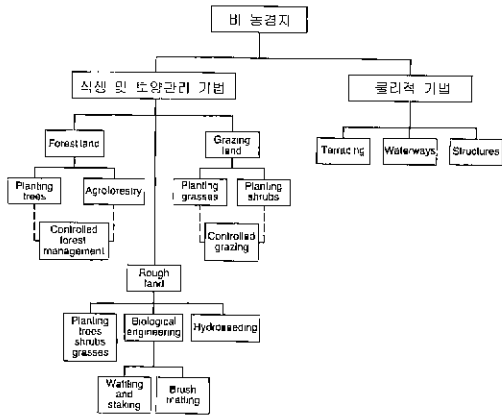 비 농경지
식생 및 토양관리 기법
물리적 기법
Forest land
Grazing
land
Terracing
Waterways
Structures
Planting
trees
Agroforestry
Planting
grasses
Planting
shrubs
Controlled
forest
management
Controlled
grazing
Rough
land
Planting
trees
shrubs
grasses
Biological
engineering
Hydroseeding
Wattling
and
staking
Brush
matting